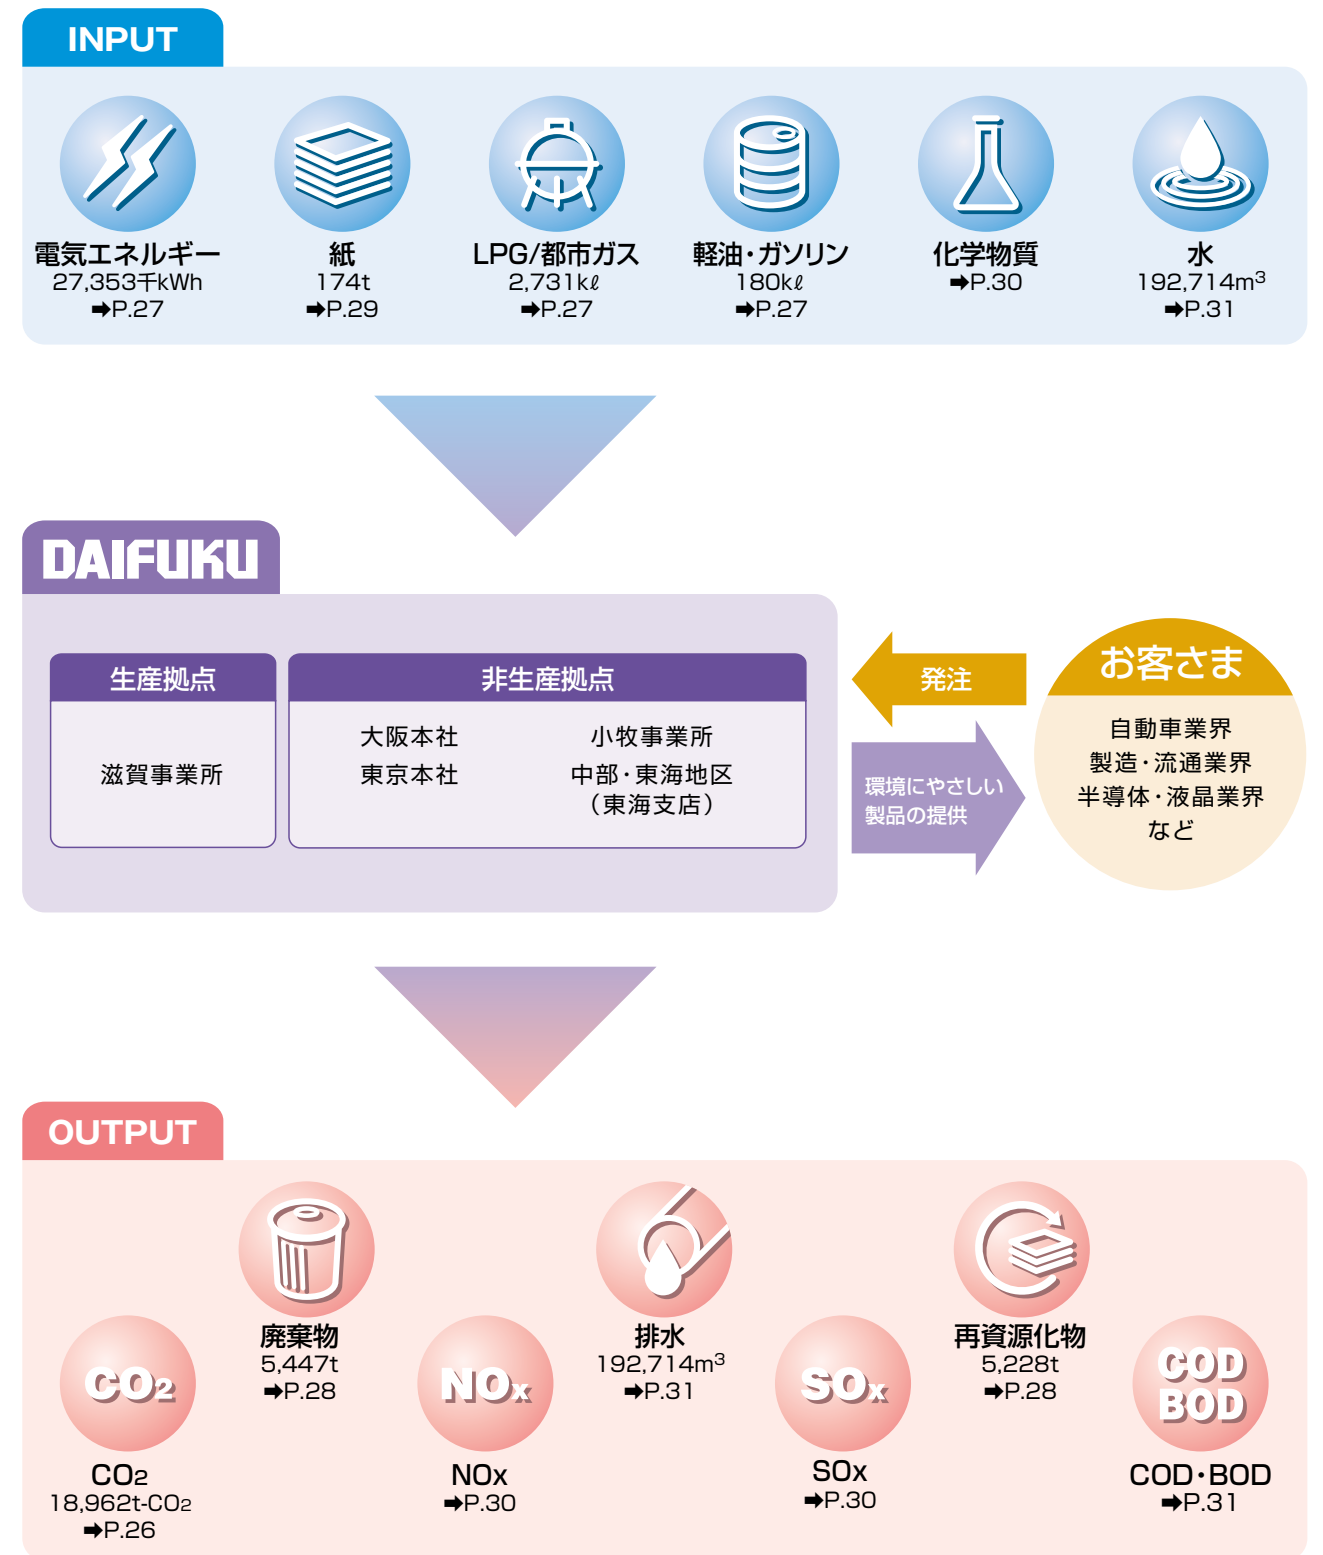 INPUT
電気エネルギー
27,353千kWh
➡P.27
紙
174t
➡P.29
LPG/都市ガス
2,731kℓ
➡P.27
軽油・ガソリン
180kℓ
➡P.27
化学物質
➡P.30
水
192,714m³
➡P.31
DAIFUKU
生産拠点
滋賀事業所
非生産拠点
大阪本社
東京本社
小牧事業所
中部・東海地区
（東海支店）
発注
環境にやさしい
製品の提供
お客さま
自動車業界
製造・流通業界
半導体・液晶業界
など
OUTPUT
CO₂
CO₂
18,962t-CO₂
➡P.26
廃棄物
5,447t
➡P.28
NOx
NOx
➡P.30
排水
192,714m³
➡P.31
SOx
SOx
➡P.30
再資源化物
5,228t
➡P.28
COD
BOD
COD・BOD
➡P.31